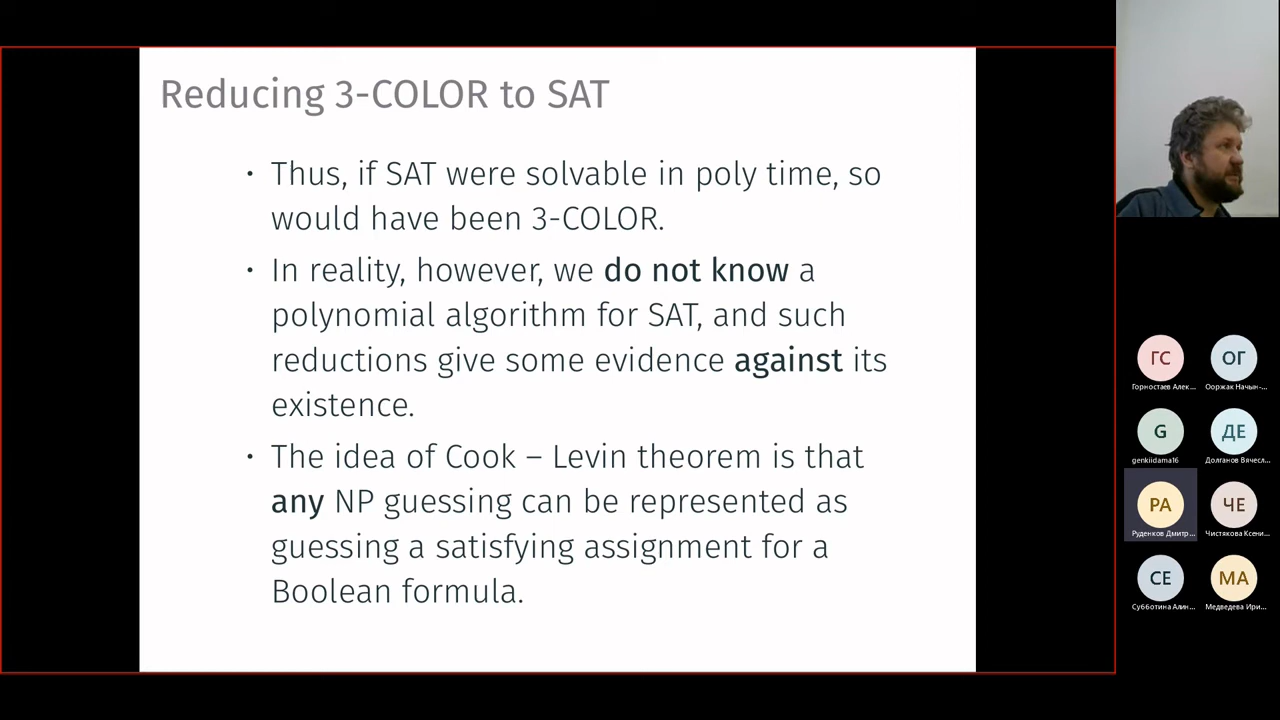 Reducing 3-COLOR to SAT
· Thus, if SAT were solvable in poly time, so
would have been 3-COLOR.
· In reality, however, we do not know a
polynomial algorithm for SAT, and such
reductions give some evidence against its
existence.
· The idea of Cook – Levin theorem is that
any NP guessing can be represented as
guessing a satisfying assignment for a
Boolean formula.
ГС ОГ
Горностаев Алек... Ооржак Начын-...
G ДЕ
genkiidama16 Долганов Вячесл...
РА ЧЕ
Руденков Дмитр... Чистякова Ксени...
СЕ МА
Субботина Алин... Медведева Ири...